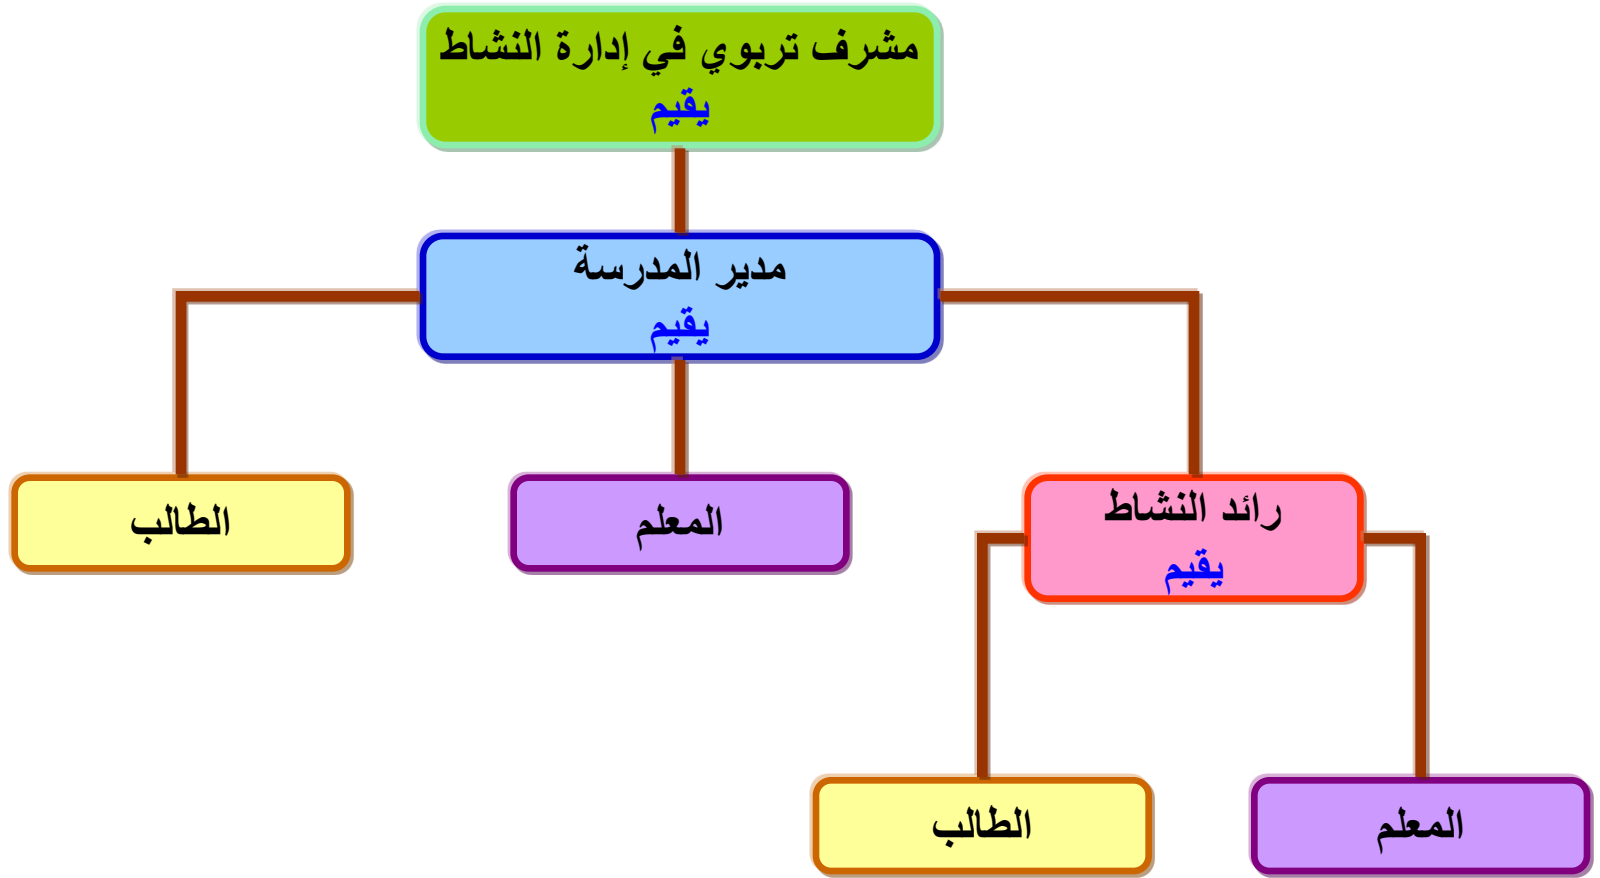 مشرف تربوي في إدارة النشاط
يقيم
مدير المدرسة
يقيم
رائد النشاط
يقيم
المعلم
الطالب
المعلم
الطالب